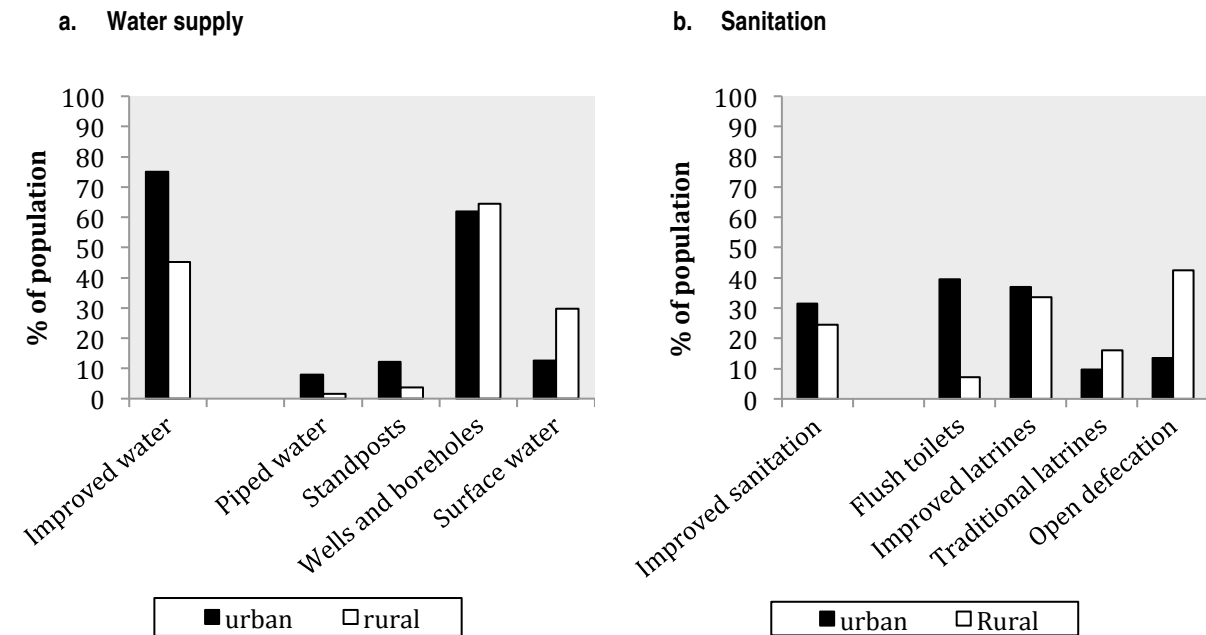 a. Water supply
% of population
100
90
80
70
60
50
40
30
20
10
0
Improved water
Piped water
Standposts
Wells and boreholes
Surface water
urban rural
b. Sanitation
% of population
100
90
80
70
60
50
40
30
20
10
0
Improved sanitation
Flush toilets
Improved latrines
Traditional latrines
Open defecation
urban Rural